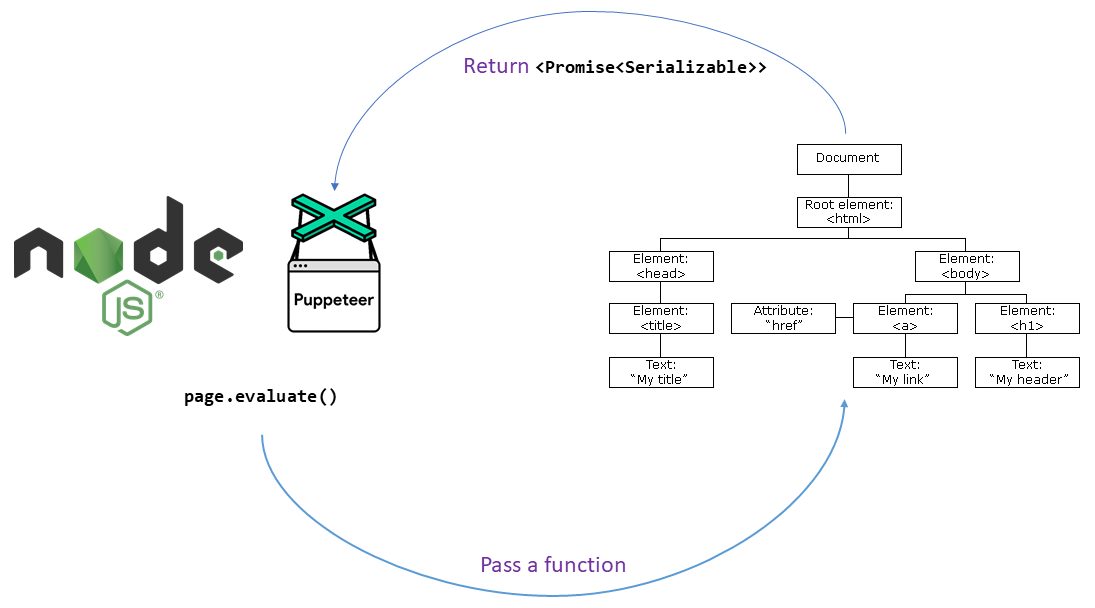 Return <Promise<Serializable>>
node
JS ®
Puppeteer
page.evaluate()
Document
Root element:
<html>
Element:
<head>
Element:
<body>
Element:
<title>
Attribute:
“href”
Element:
<a>
Element:
<h1>
Text:
“My title”
Text:
“My link”
Text:
“My header”
Pass a function